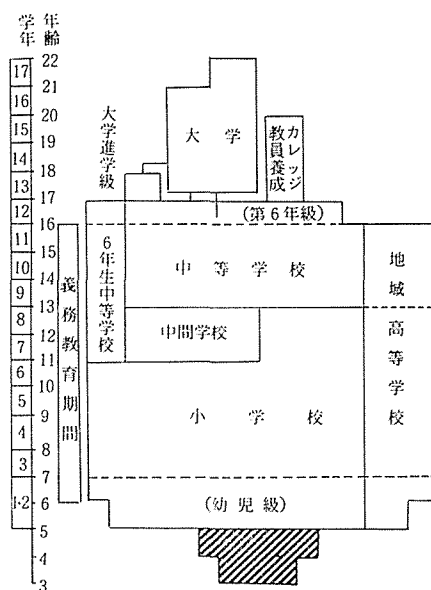 学年
年齢
17
16
15
14
13
12
11
10
9
8
7
6
5
4
3
1·2
22
21
20
19
18
17
16
15
14
13
12
11
10
9
8
7
6
5
4
3
義務教育期間
大学進学級
大学
カレッジ
教員養成
(第6年級)
6年生中等学校
中等学校
中間学校
地域
高等学校
小学校
(幼児級)